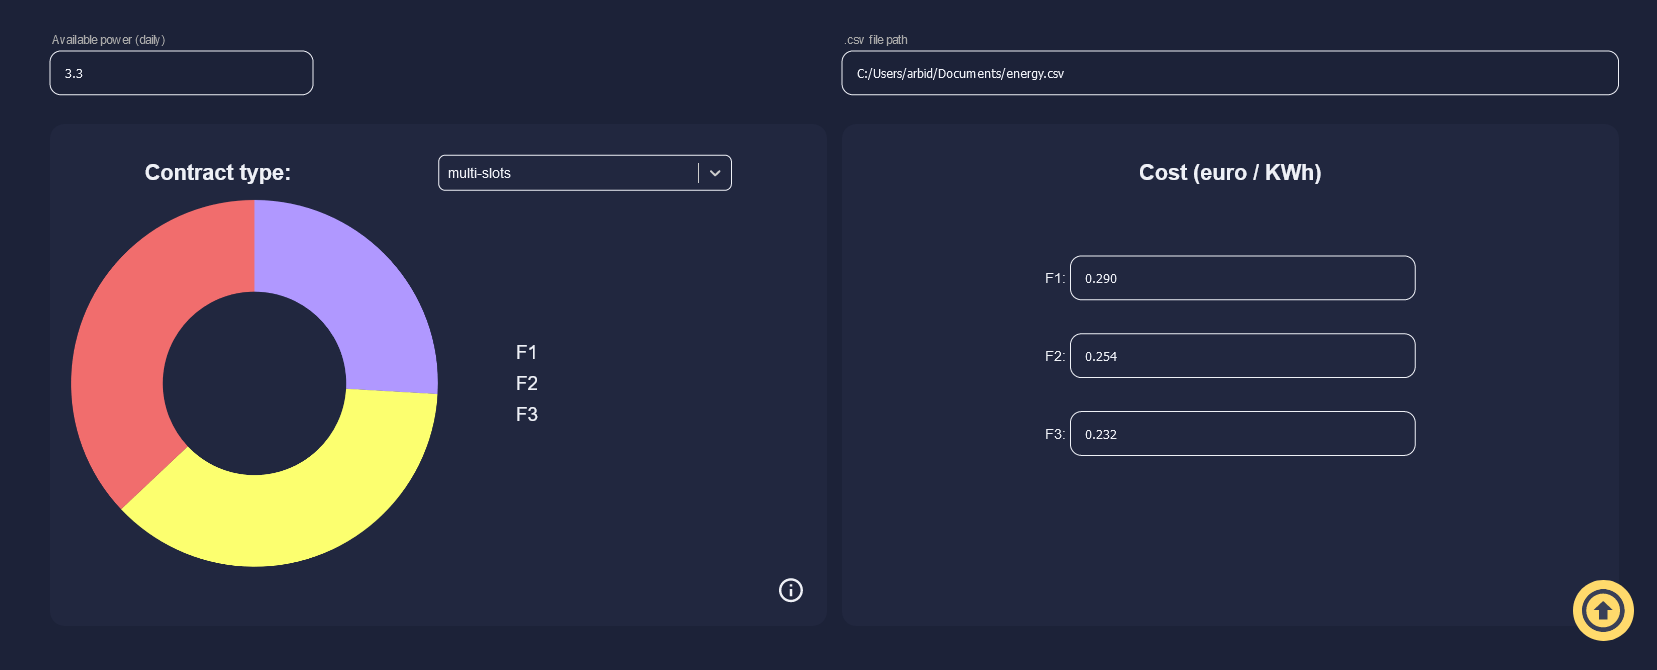 Available power (daily)
.csv file path
3.3
C:/Users/arbid/Documents/energy.csv
Contract type:
multi-slots
F1
F2
F3
Cost (euro / KWh)
F1: 0.290
F2: 0.254
F3: 0.232